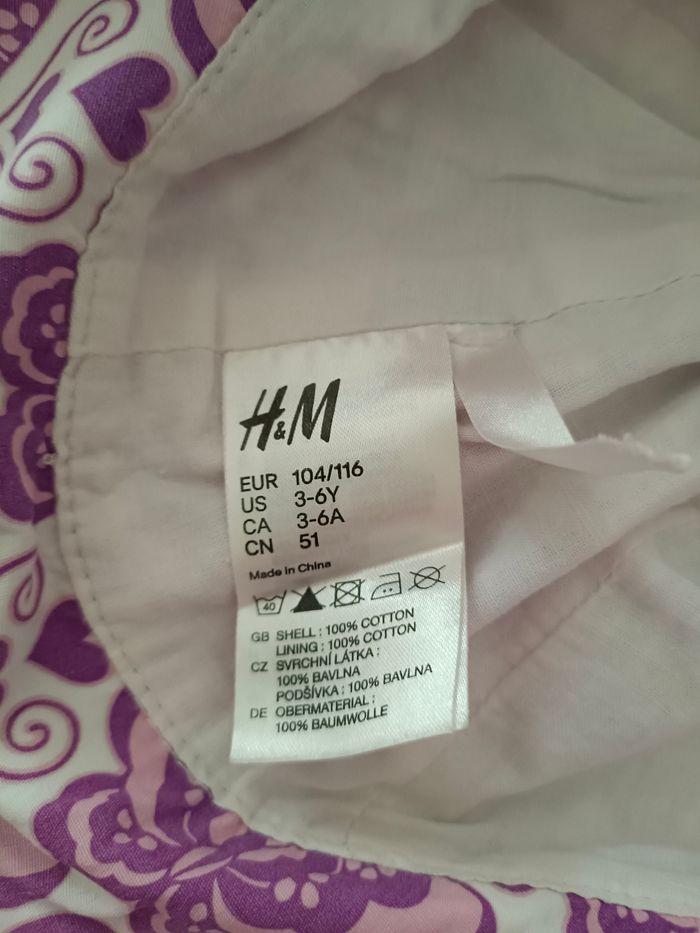 H&M
EUR 104/116
US 3-6Y
CA 3-6A
CN 51
Made in China
40
GB SHELL : 100% COTTON
LINING : 100% COTTON
CZ SVRCHNÍ LÁTKA :
100% BAVLNA
PODŠÍVKA : 100% BAVLNA
DE OBERMATERIAL :
100% BAUMWOLLE